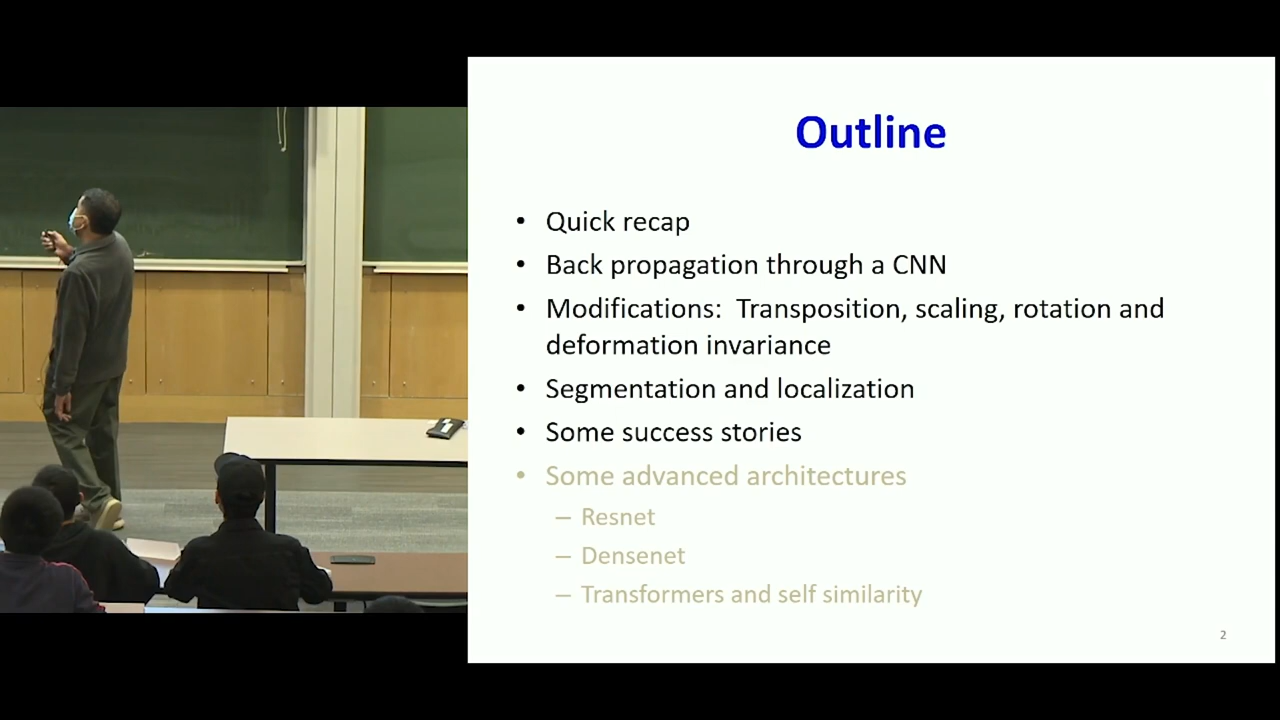 Outline
• Quick recap
• Back propagation through a CNN
• Modifications: Transposition, scaling, rotation and
deformation invariance
• Segmentation and localization
• Some success stories
• Some advanced architectures
– Resnet
– Densenet
– Transformers and self similarity
2